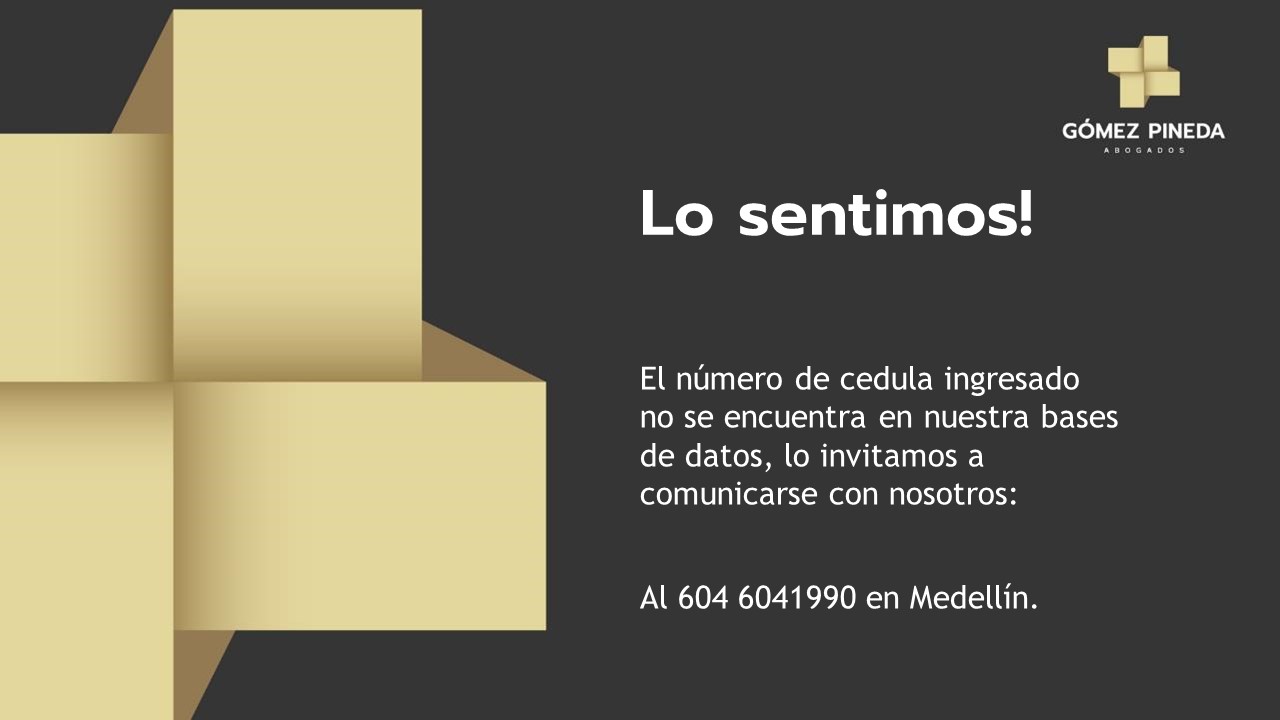 GÓMEZ PINEDA
ABOGADOS
Lo sentimos!
El número de cedula ingresado
no se encuentra en nuestra bases
de datos, lo invitamos a
comunicarse con nosotros:
Al 604 6041990 en Medellín.